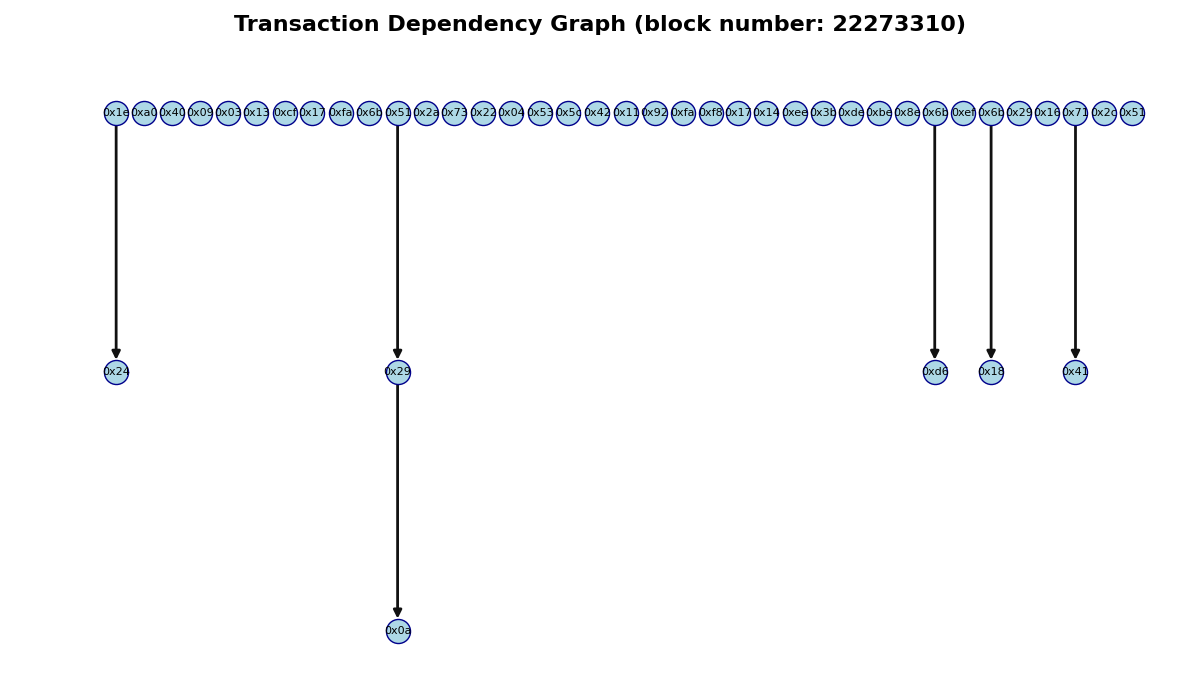 Transaction Dependency Graph (block number: 22273310)
0x1e 0xa0 0x40 0x09 0x03 0x13 0xcf 0x17 0xfa 0x6b 0x51 0x2a 0x73 0x22 0x04 0x53 0x5c 0x42 0x11 0x92 0xfa 0xf8 0x17 0x14 0xee 0x3b 0xde 0xbe 0x8e 0x6b 0xef 0x6b 0x29 0x16 0x71 0x2c 0x51
0x24 0x29 0xd6 0x18 0x41
0x0a